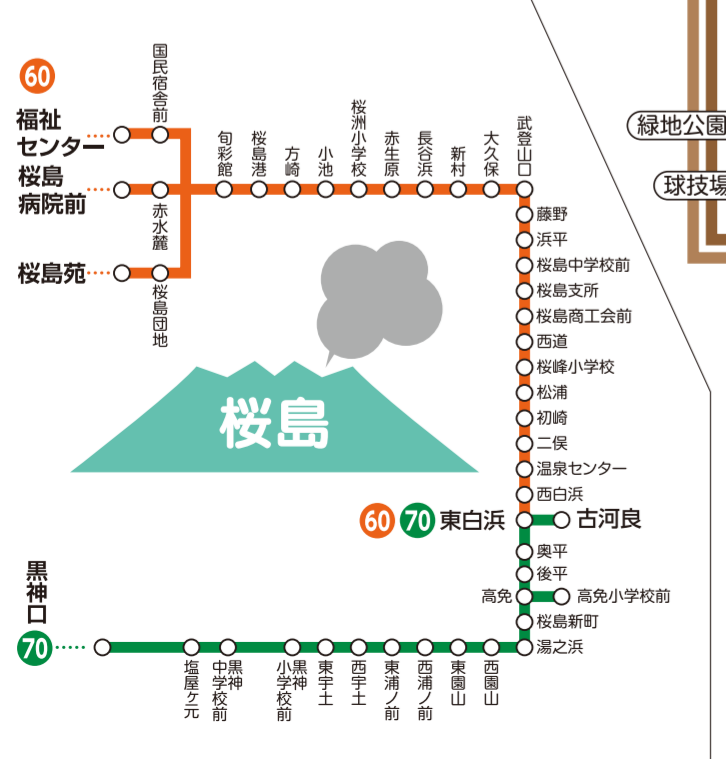 60
福祉
センター
国民宿舎前
桜島
病院前
赤水麓
桜島苑
桜島団地
旬彩館
桜島港
方崎
小池
桜洲小学校
赤生原
長谷浜
新村
大久保
武登山口
藤野
浜平
桜島中学校前
桜島支所
桜島商工会前
西道
桜峰小学校
松浦
初崎
二俣
温泉センター
西白浜
60 70 東白浜
古河良
奥平
後平
高免
高免小学校前
桜島新町
湯之浜
桜島
黒神口
70
塩屋ヶ元
黒神
中学校前
黒神
小学校前
東宇土
西宇土
東浦ノ前
西浦ノ前
東園山
西園山
緑地公園
球技場